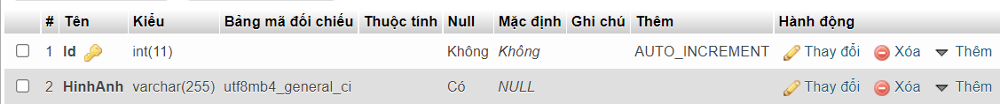 # Tên Kiểu Bảng mã đối chiếu Thuộc tính Null Mặc định Ghi chú Thêm Hành động
1 Id int(11) Không Không AUTO_INCREMENT Thay đổi Xóa Thêm
2 HinhAnh varchar(255) utf8mb4_general_ci Có NULL Thay đổi Xóa Thêm